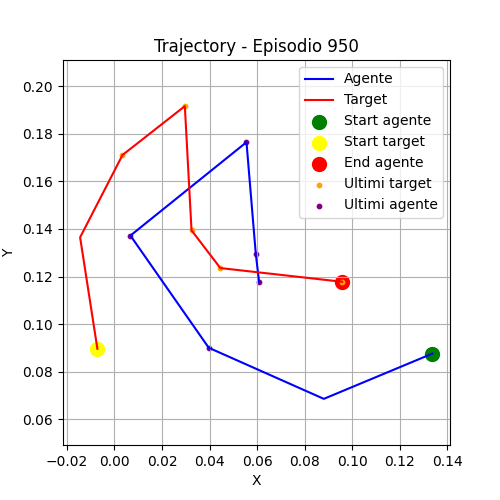 Trajectory - Episodio 950
Agente
Target
Start agente
Start target
End agente
Ultimi target
Ultimi agente
Y
0.20
0.18
0.16
0.14
0.12
0.10
0.08
0.06
−0.02 0.00 0.02 0.04 0.06 0.08 0.10 0.12 0.14
X